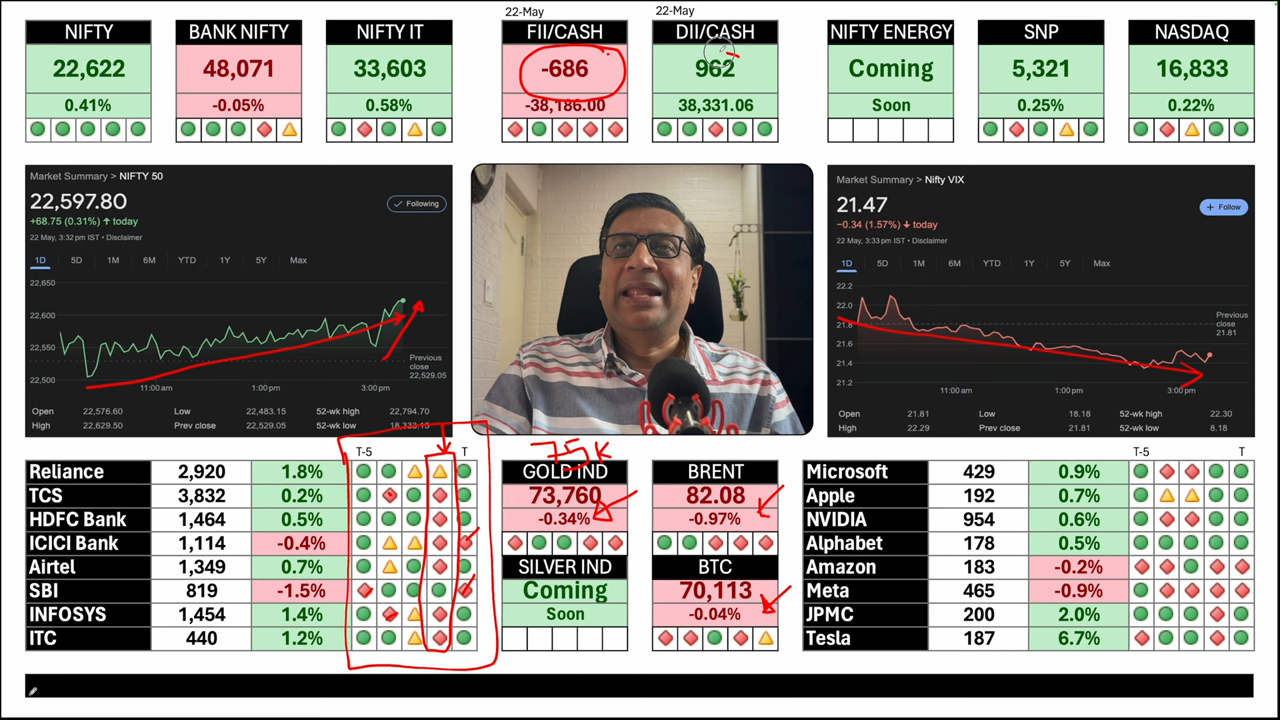 22-May
22-May
NIFTY
BANK NIFTY
NIFTY IT
FII/CASH
DII/CASH
NIFTY ENERGY
SNP
NASDAQ
22,622
48,071
33,603
-686
962
Coming
5,321
16,833
0.41%
-0.05%
0.58%
-38,186.00
38,331.06
Soon
0.25%
0.22%
Market Summary > NIFTY 50
22,597.80
+68.75 (0.31%) ↑ today
22 May, 3:32 pm IST • Disclaimer
Following
1D 5D 1M 6M YTD 1Y 5Y Max
22,650
22,600
22,550
22,500
Previous
close
22,529.05
11:00 am 1:00 pm 3:00 pm
Open 22,576.60 Low 22,483.15 52-wk high 22,794.70
High 22,629.50 Prev close 22,529.05 52-wk low 18,333.15
Market Summary > Nifty VIX
21.47
−0.34 (1.57%) ↓ today
22 May, 3:33 pm IST • Disclaimer
+ Follow
1D 5D 1M 6M YTD 1Y 5Y Max
22.2
22.0
21.8
21.6
21.4
21.2
Previous
close
21.81
11:00 am 1:00 pm 3:00 pm
Open 21.81 Low 18.18 52-wk high 22.30
High 22.29 Prev close 21.81 52-wk low 8.18
T-5 T
Reliance 2,920 1.8%
TCS 3,832 0.2%
HDFC Bank 1,464 0.5%
ICICI Bank 1,114 -0.4%
Airtel 1,349 0.7%
SBI 819 -1.5%
INFOSYS 1,454 1.4%
ITC 440 1.2%
75K
GOLD IND
73,760
-0.34%
SILVER IND
Coming
Soon
BRENT
82.08
-0.97%
BTC
70,113
-0.04%
T-5 T
Microsoft 429 0.9%
Apple 192 0.7%
NVIDIA 954 0.6%
Alphabet 178 0.5%
Amazon 183 -0.2%
Meta 465 -0.9%
JPMC 200 2.0%
Tesla 187 6.7%